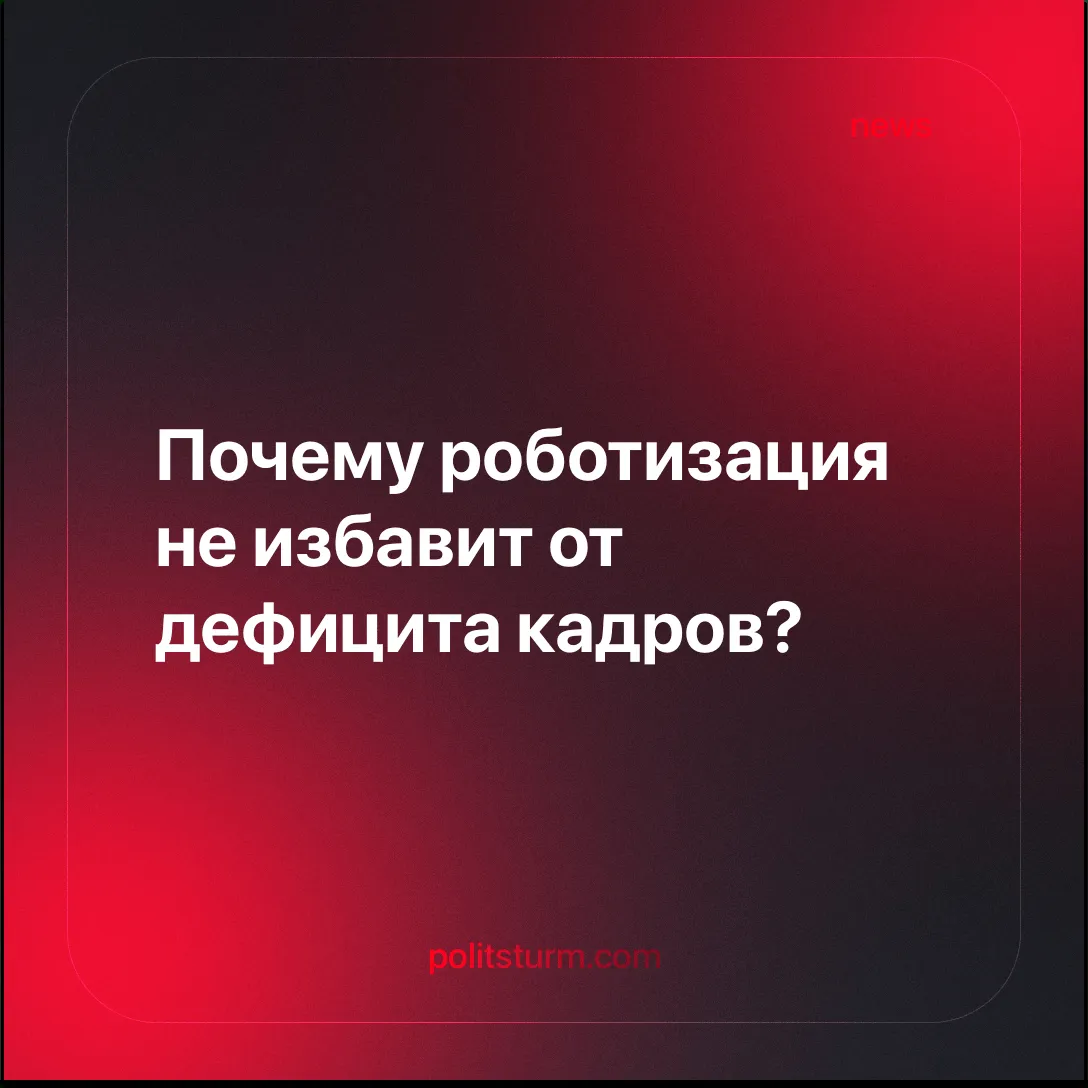 news
Почему роботизация
не избавит от
дефицита кадров?
politsturm.com